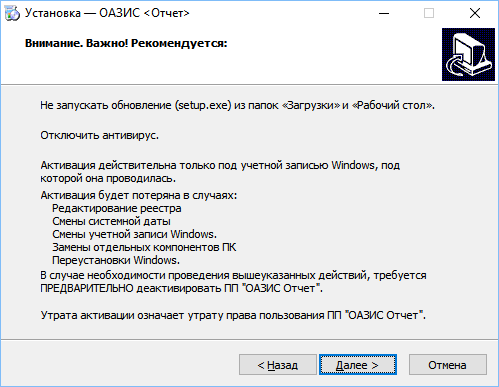 Установка — ОАЗИС <Отчет>
Внимание. Важно! Рекомендуется:
Не запускать обновление (setup.exe) из папок «Загрузки» и «Рабочий стол».
Отключить антивирус.
Активация действительна только под учетной записью Windows, под
которой она проводилась.
Активация будет потеряна в случаях:
Редактирование реестра
Смены системной даты
Смены учетной записи Windows.
Замены отдельных компонентов ПК
Переустановки Windows.
В случае необходимости проведения вышеуказанных действий, требуется
ПРЕДВАРИТЕЛЬНО деактивировать ПП "ОАЗИС Отчет".
Утрата активации означает утрату права пользования ПП "ОАЗИС Отчет".
< Назад
Далее >
Отмена